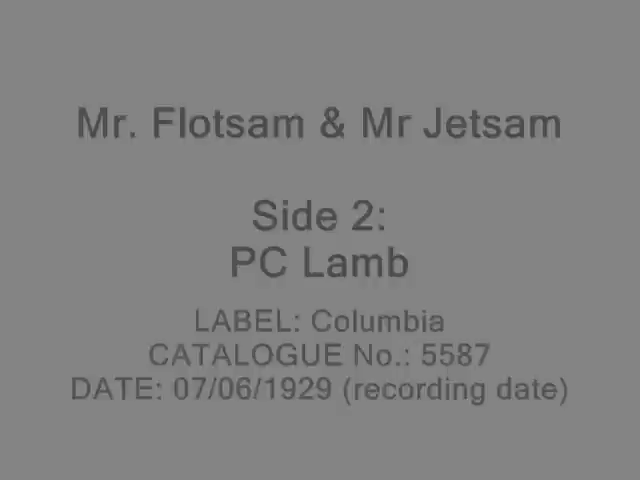 Mr. Flotsam & Mr Jetsam
Side 2:
PC Lamb
LABEL: Columbia
CATALOGUE No.: 5587
DATE: 07/06/1929 (recording date)